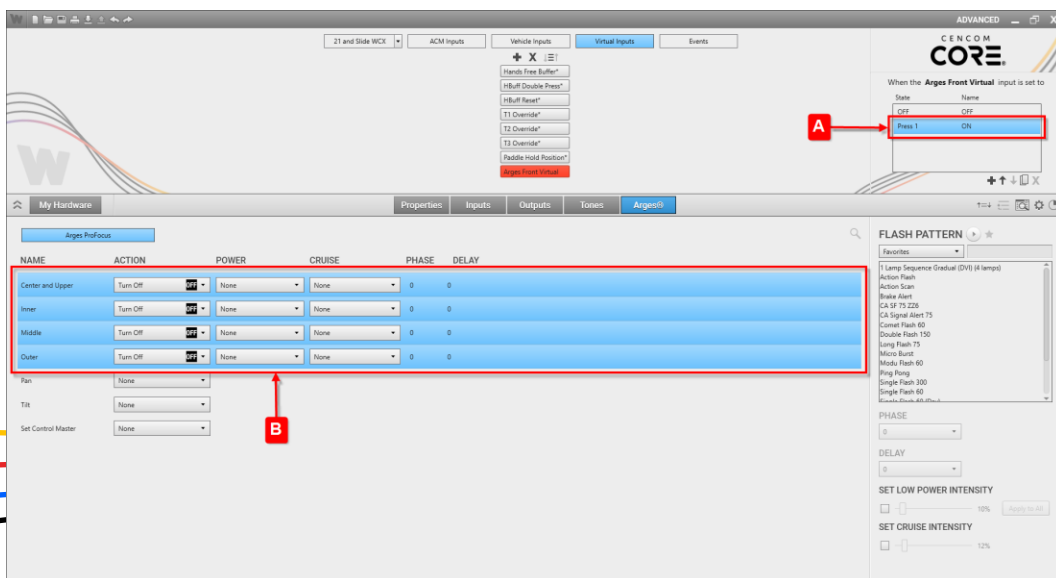 ADVANCED
21 and Slide WCX ACM Inputs Vehicle Inputs Virtual Inputs Events
Hands Free Buffer*
HBuff Double Press*
HBuff Reset*
T1 Override*
T2 Override*
T3 Override*
Paddle Hold Position*
Arges Front Virtual
CENCOM
CORE
When the Arges Front Virtual input is set to
State Name
OFF OFF
Press 1 ON
A
My Hardware Properties Inputs Outputs Tones Arges®
Arges ProFocus
NAME ACTION POWER CRUISE PHASE DELAY
Center and Upper Turn Off OFF None None 0 0
Inner Turn Off OFF None None 0 0
Middle Turn Off OFF None None 0 0
Outer Turn Off OFF None None 0 0
Pan None
Tilt None
Set Control Master None
B
FLASH PATTERN
Favorites
1 Lamp Sequence Gradual (DVI) (4 lamps)
Action Flash
Action Scan
Brake Alert
CA SF 75 ZZ6
CA Signal Alert 75
Comet Flash 60
Double Flash 150
Long Flash 75
Micro Burst
Modu Flash 60
Ping Pong
Single Flash 300
Single Flash 60
PHASE
0
DELAY
0
SET LOW POWER INTENSITY
10% Apply to All
SET CRUISE INTENSITY
12%